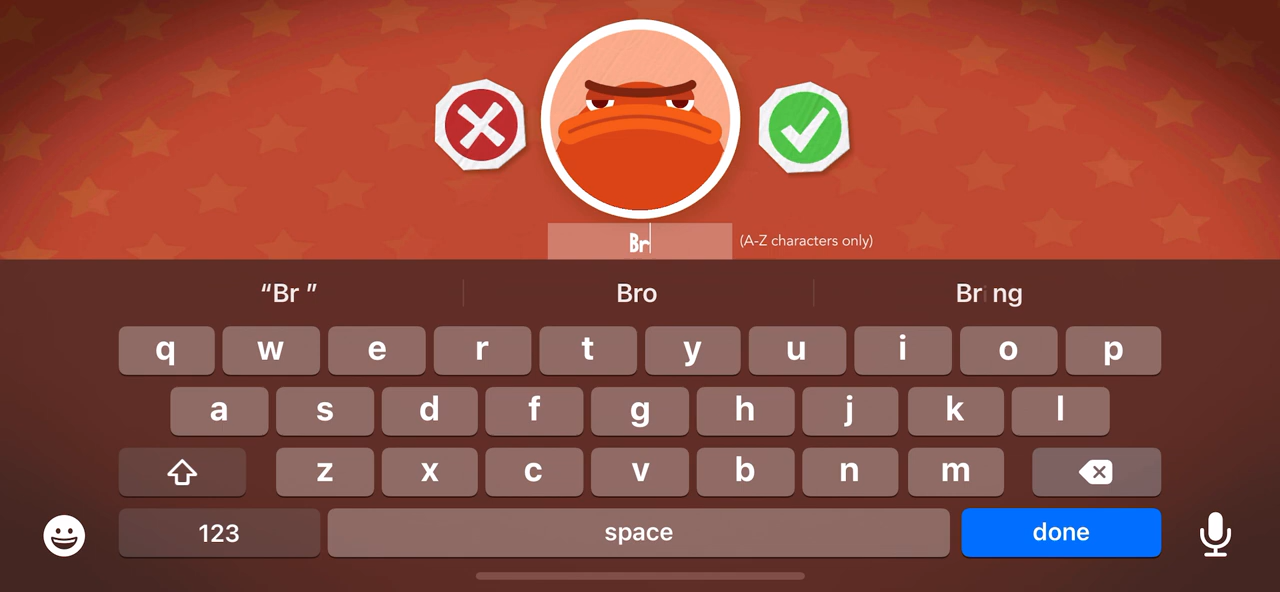 Br
(A-Z characters only)
“Br ” Bro Bring
q w e r t y u i o p
a s d f g h j k l
z x c v b n m
123 space done